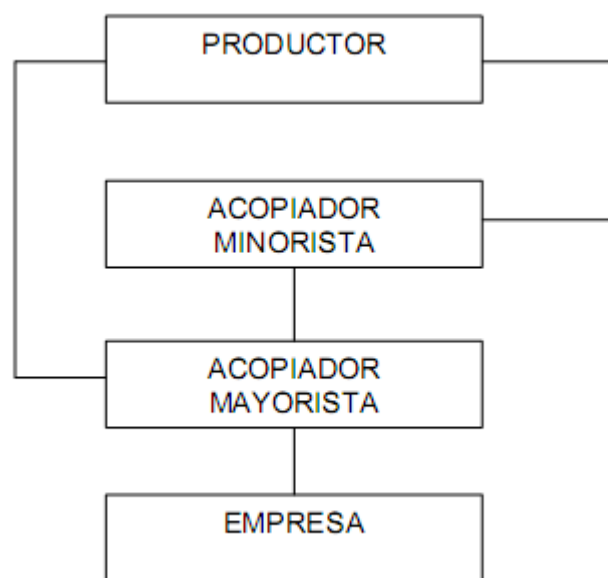 PRODUCTOR
ACOPIADOR
MINORISTA
ACOPIADOR
MAYORISTA
EMPRESA